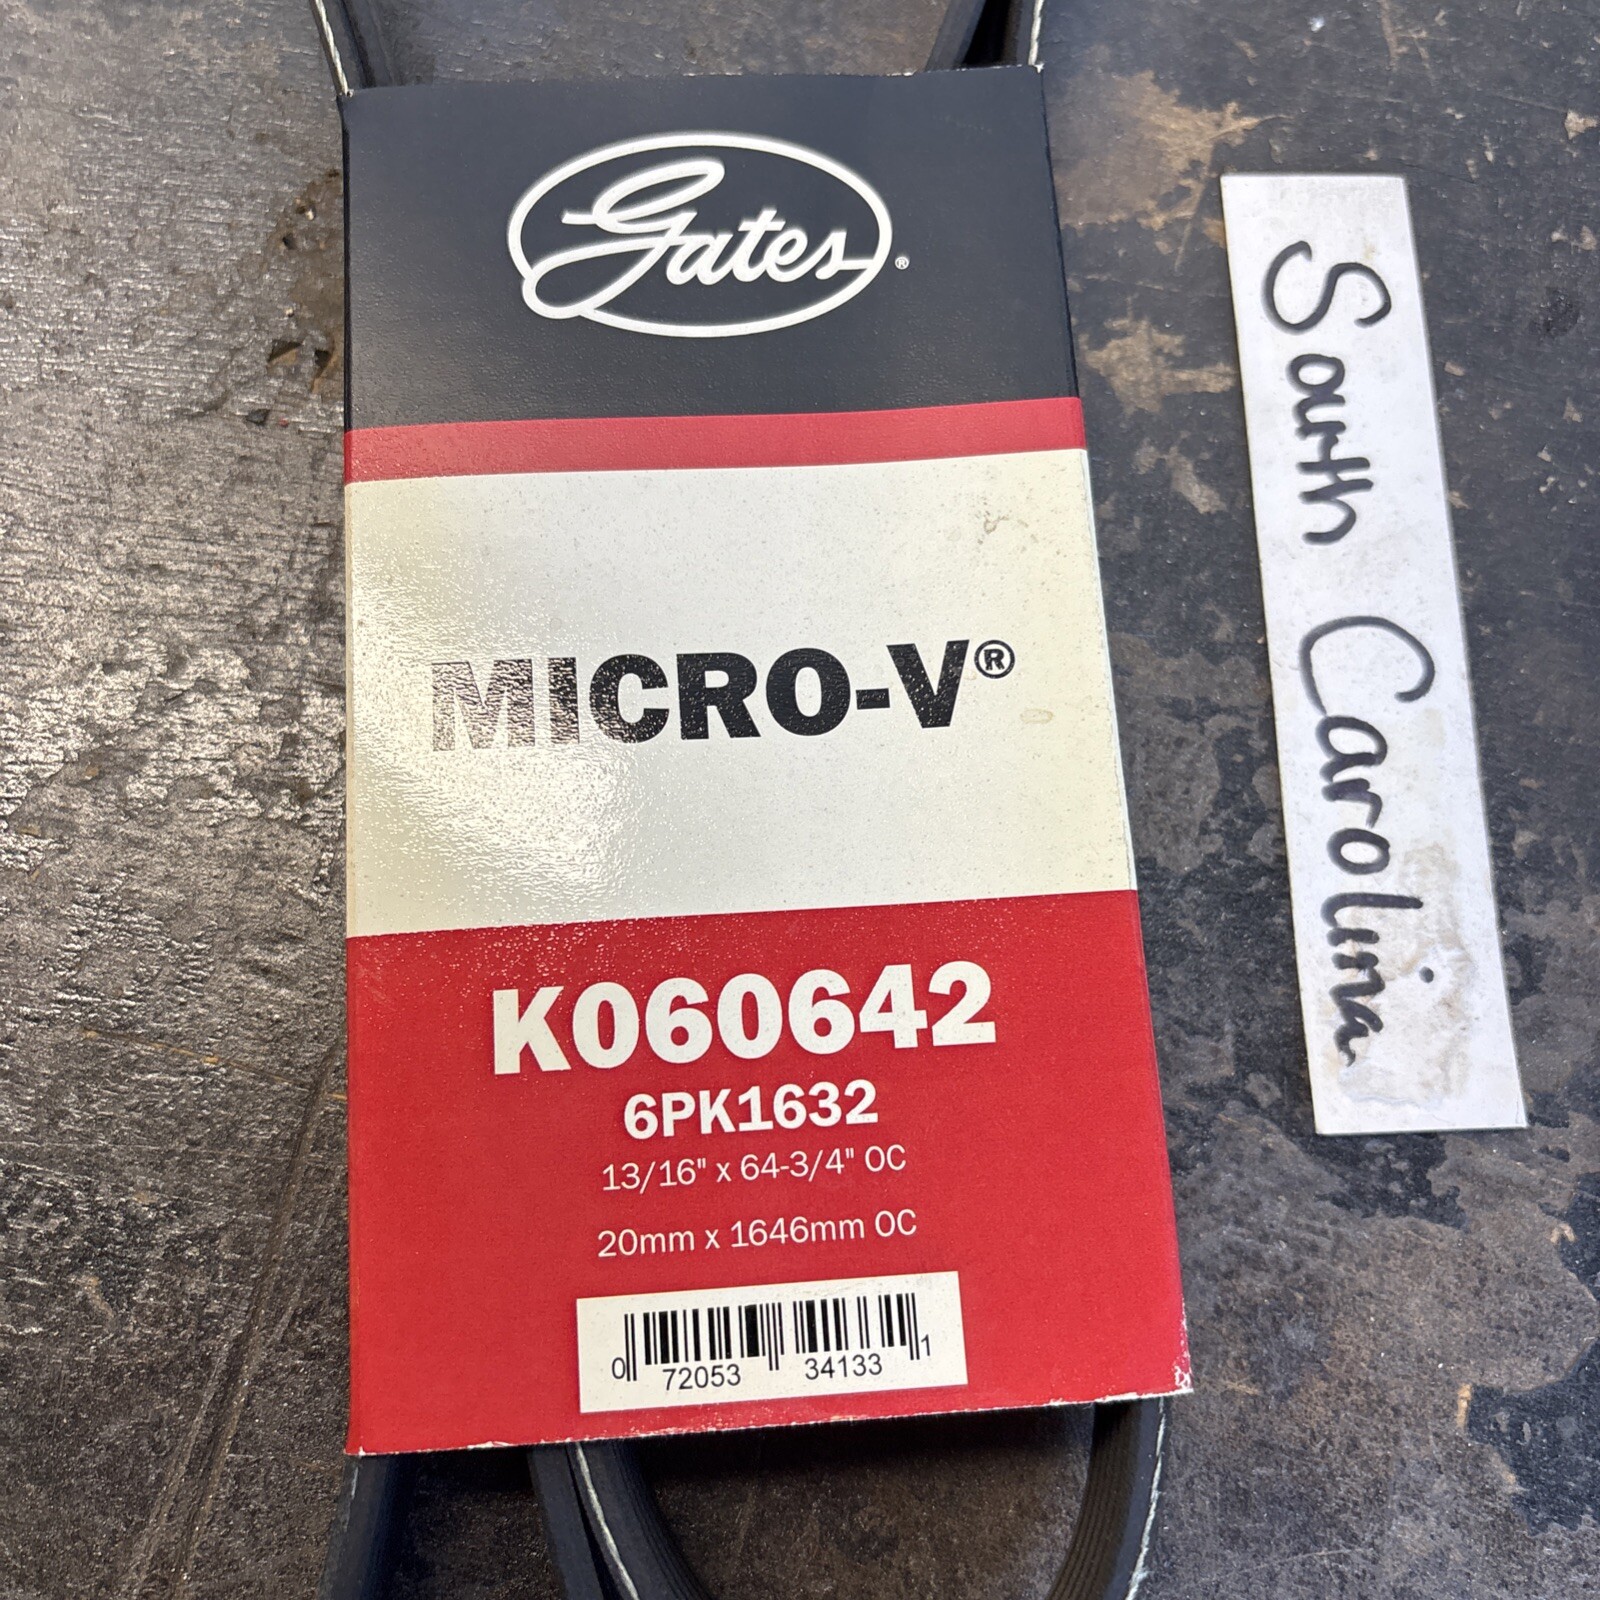 Gates®
MICRO-V®
K060642
6PK1632
13/16" x 64-3/4" OC
20mm x 1646mm OC
0 72053 34133 1
South Carolina